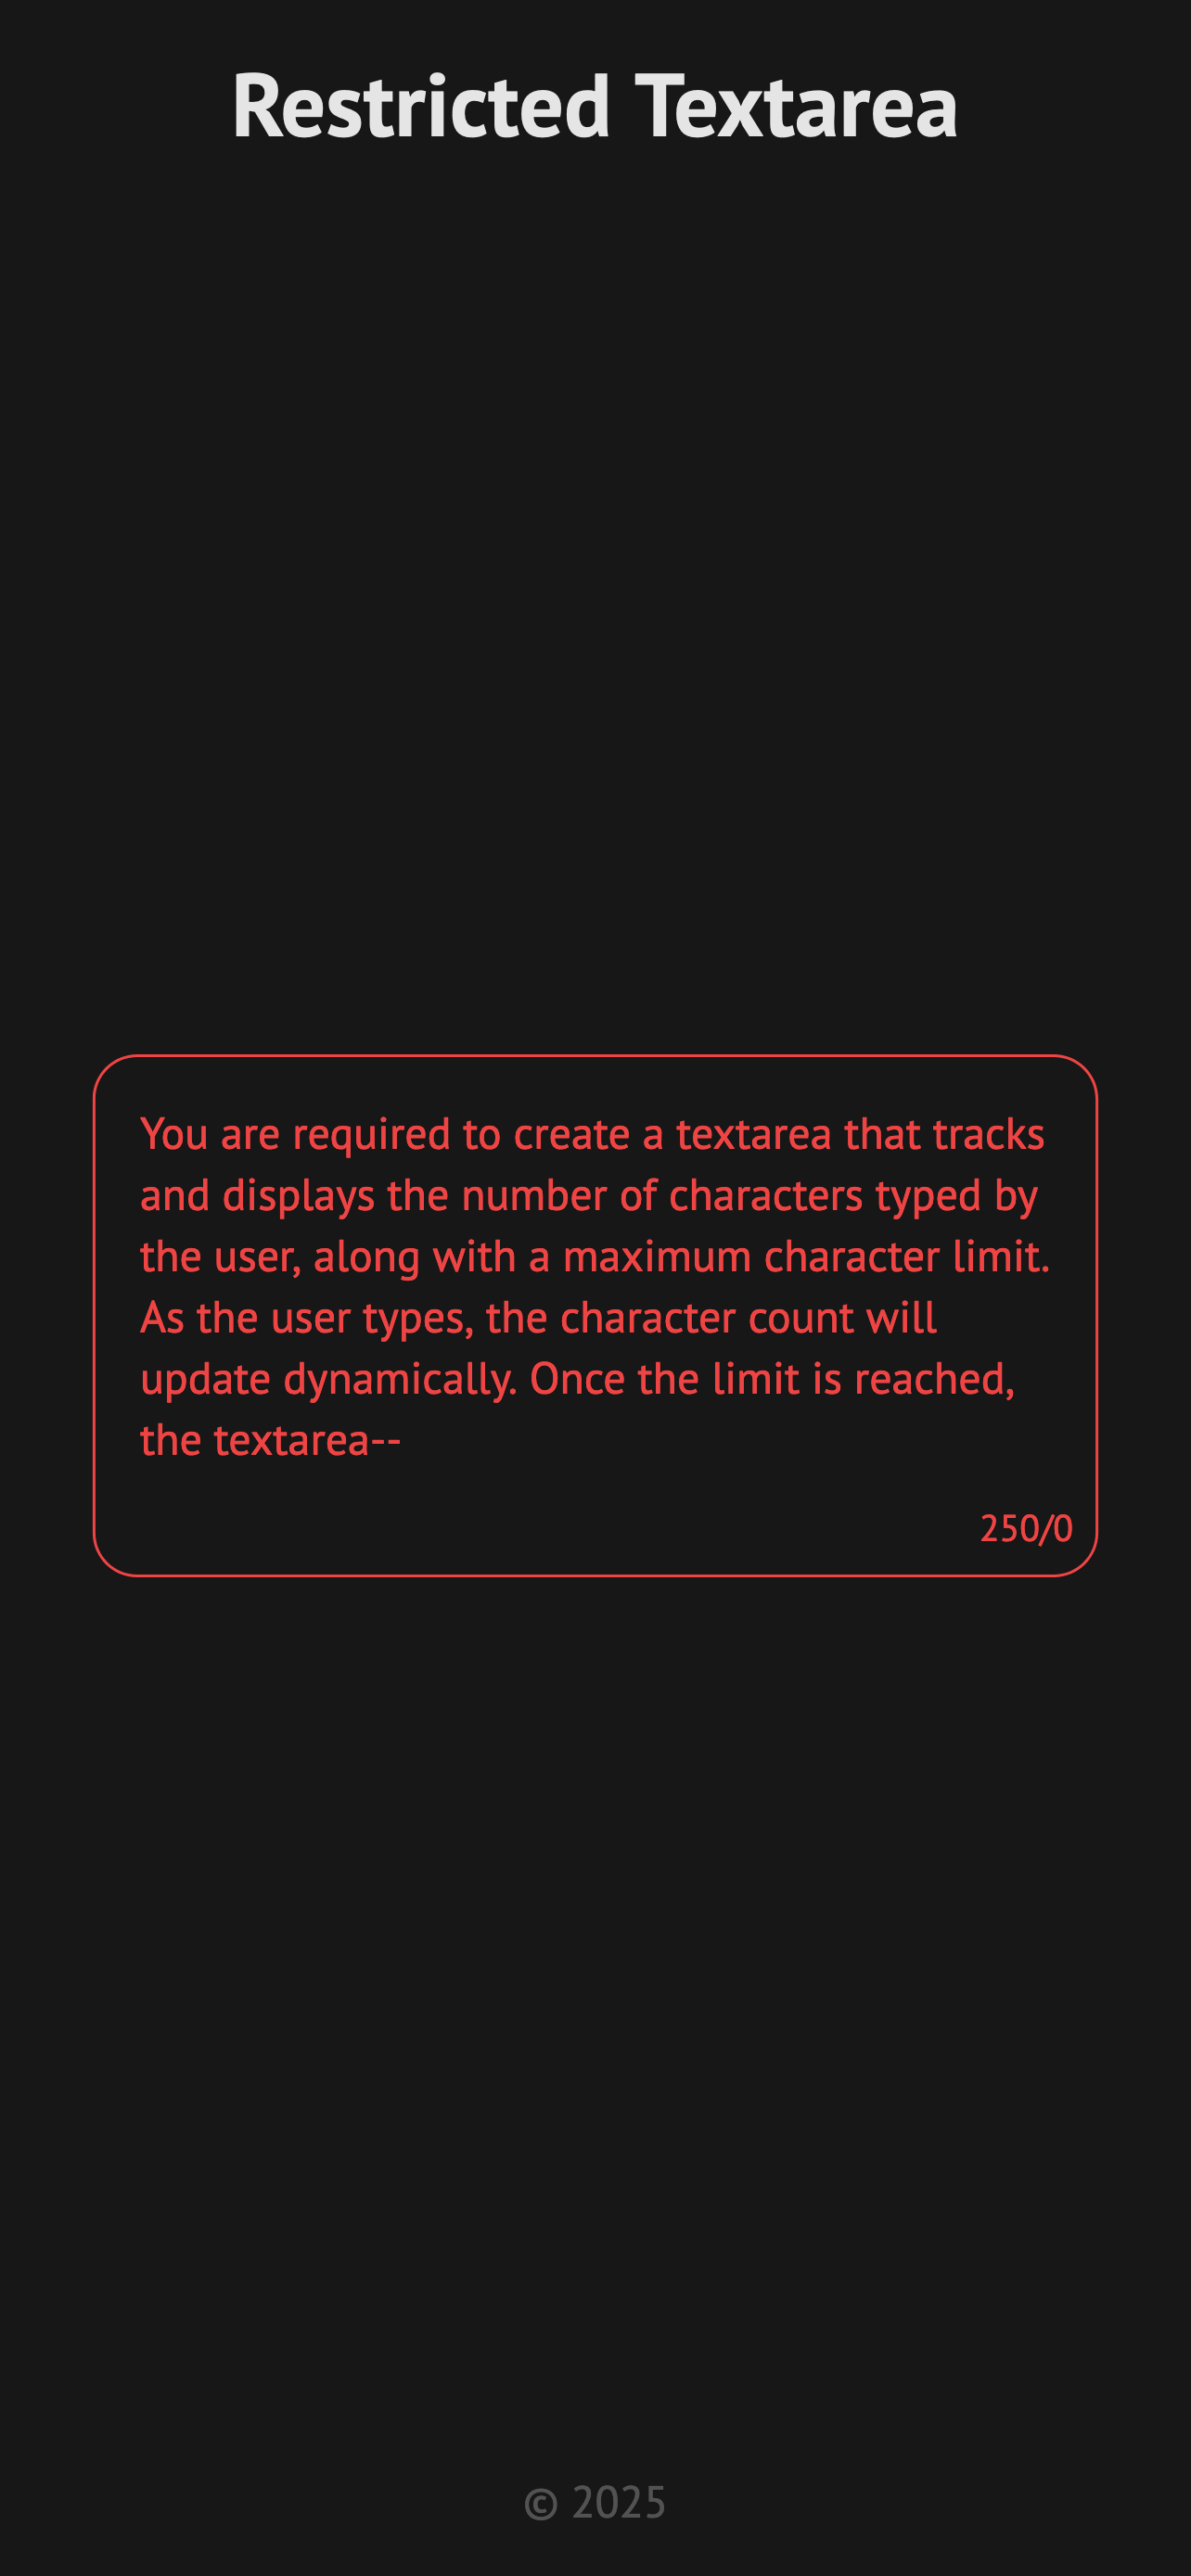 Restricted Textarea
You are required to create a textarea that tracks
and displays the number of characters typed by
the user, along with a maximum character limit.
As the user types, the character count will
update dynamically. Once the limit is reached,
the textarea--
250/0
© 2025